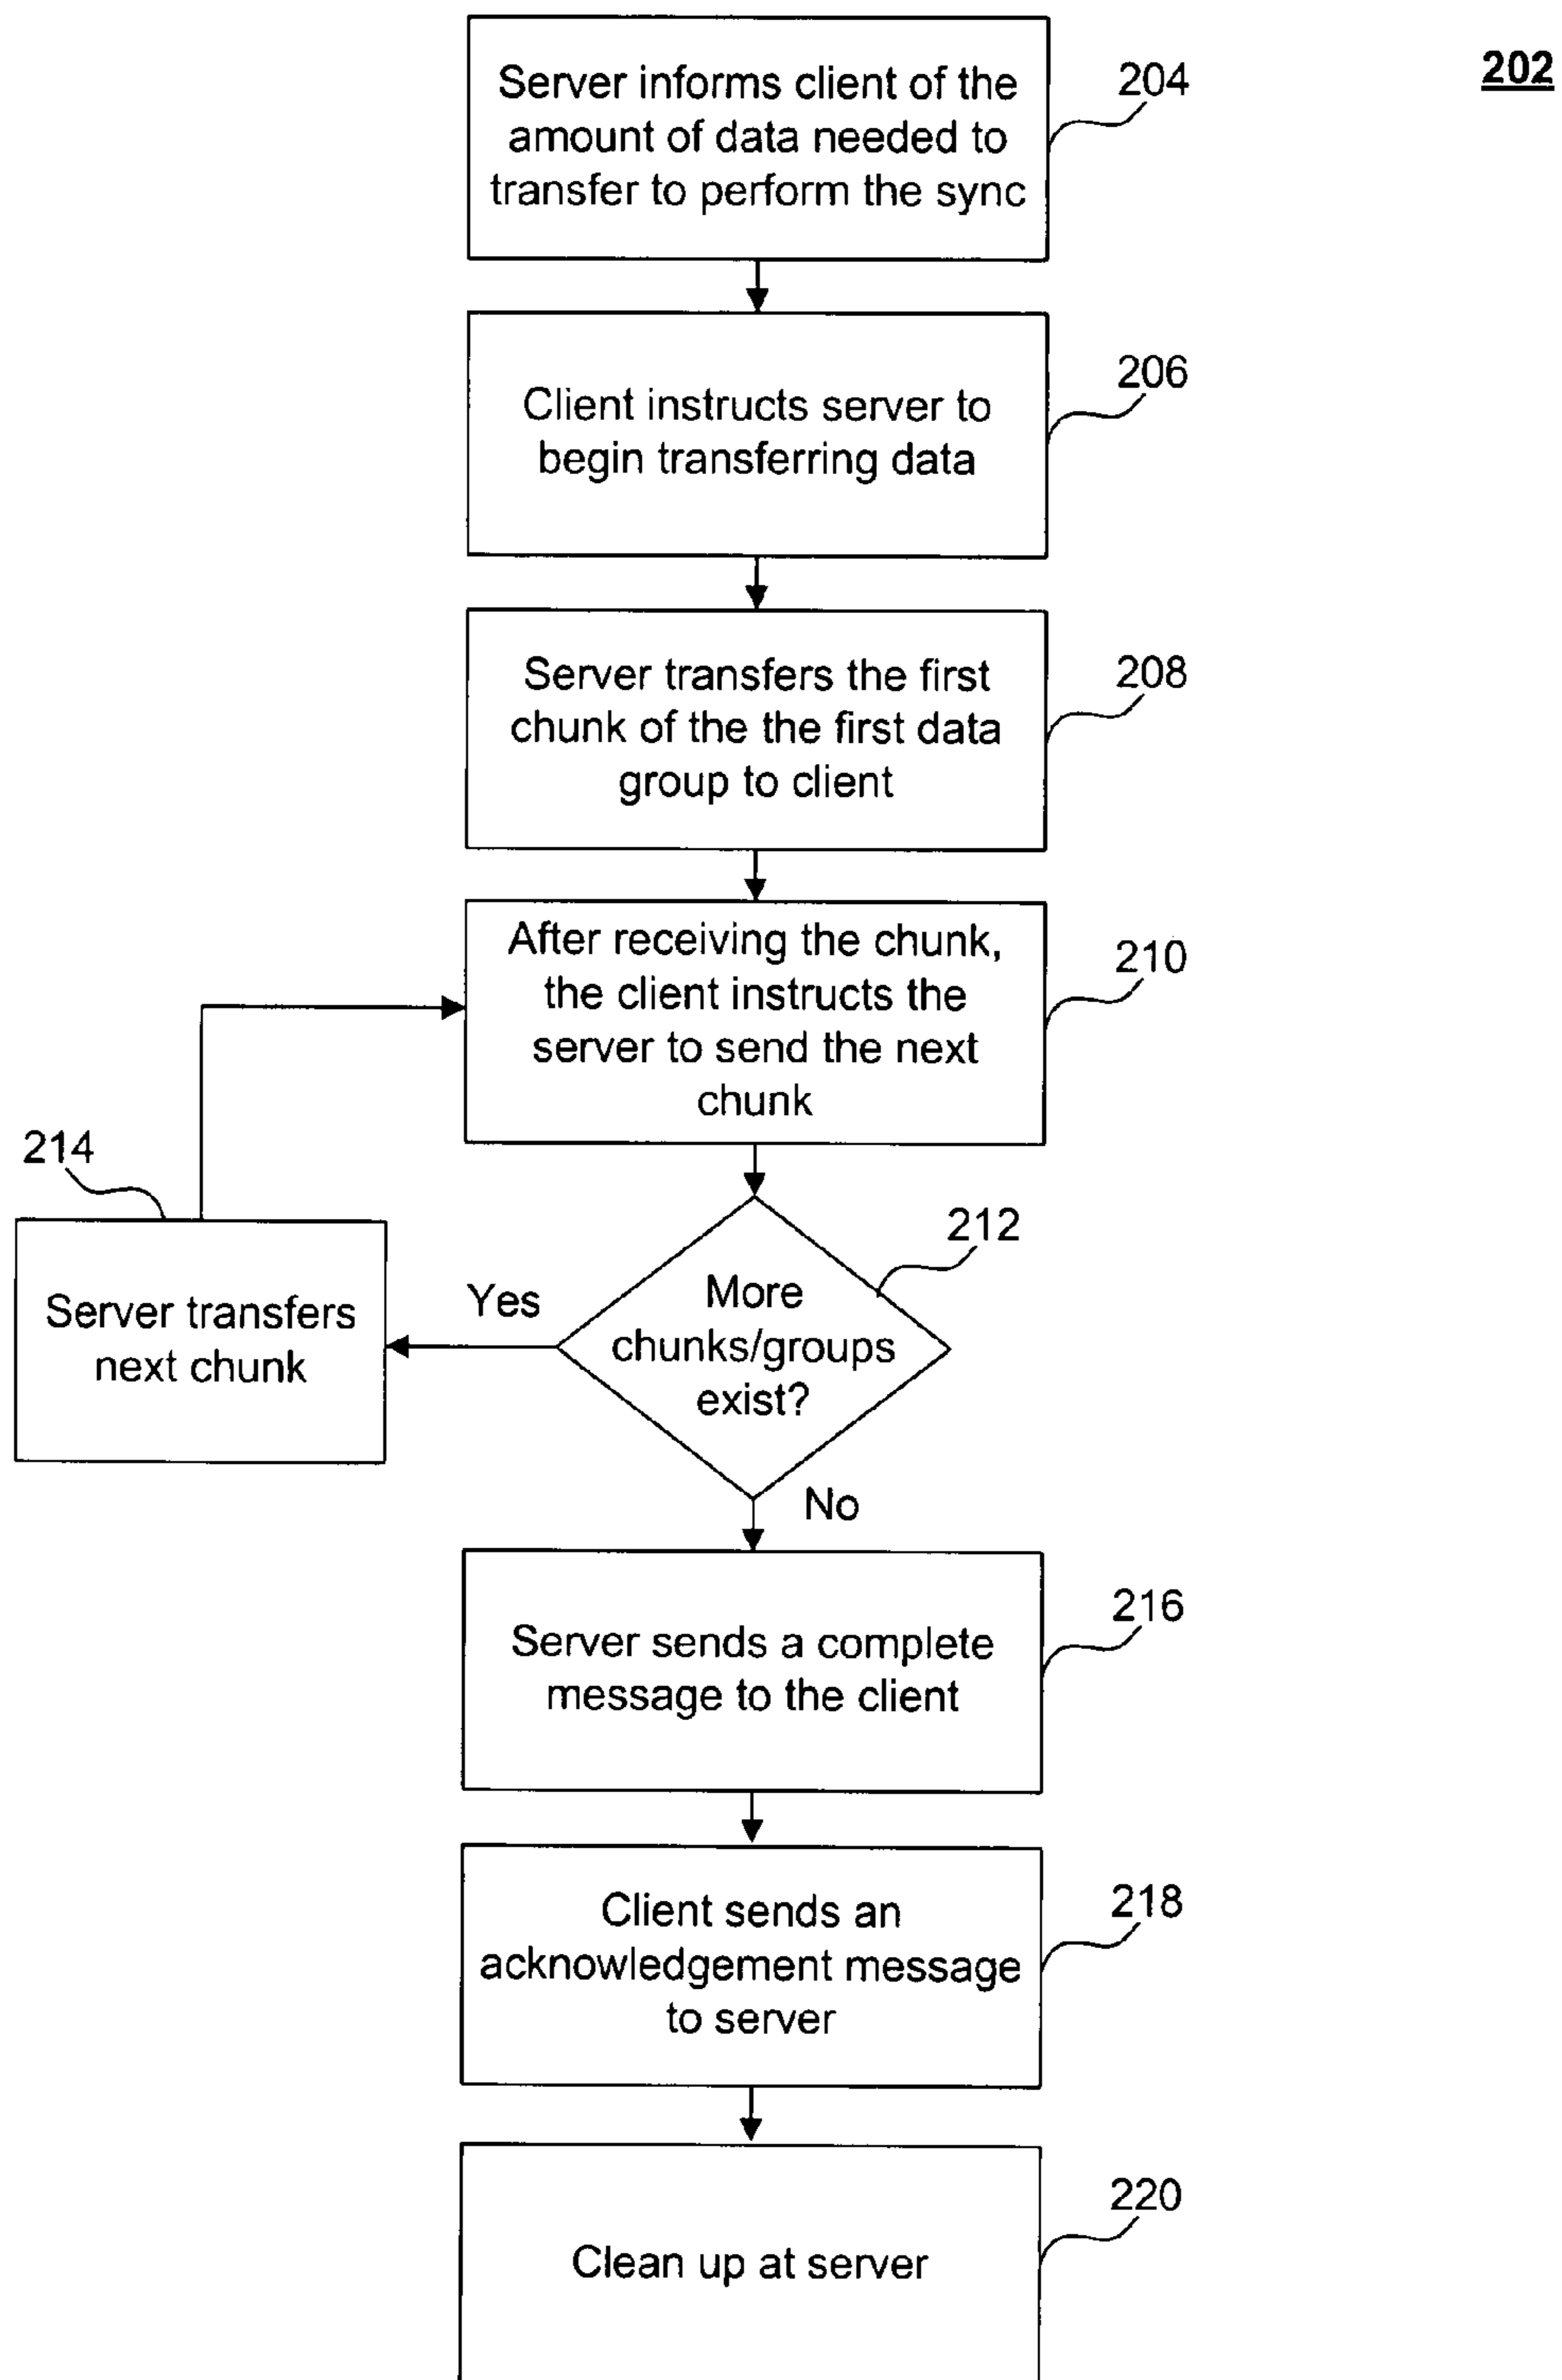 202
Server informs client of the
amount of data needed to
transfer to perform the sync
204
Client instructs server to
begin transferring data
206
Server transfers the first
chunk of the the first data
group to client
208
After receiving the chunk,
the client instructs the
server to send the next
chunk
210
214
Server transfers
next chunk
Yes
More
chunks/groups
exist?
212
No
Server sends a complete
message to the client
216
Client sends an
acknowledgement message
to server
218
Clean up at server
220